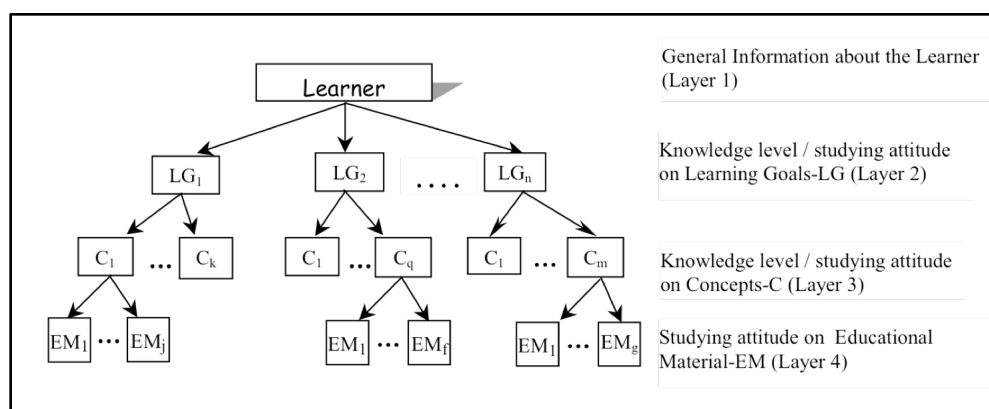 Learner
General Information about the Learner
(Layer 1)
LG1 LG2 .... LGn
Knowledge level / studying attitude
on Learning Goals-LG (Layer 2)
C1 ... Ck C1 ... Cq C1 ... Cm
Knowledge level / studying attitude
on Concepts-C (Layer 3)
EM1 ... EMj EM1 ... EMf EM1 ... EMg
Studying attitude on Educational
Material-EM (Layer 4)